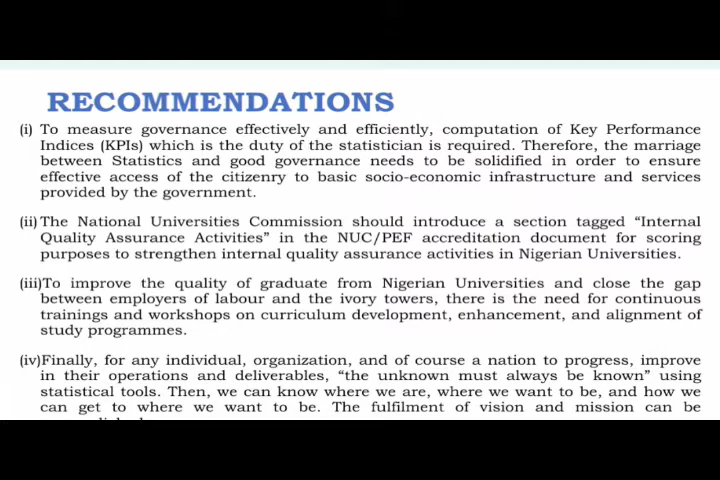 RECOMMENDATIONS
(i) To measure governance effectively and efficiently, computation of Key Performance
Indices (KPIs) which is the duty of the statistician is required. Therefore, the marriage
between Statistics and good governance needs to be solidified in order to ensure
effective access of the citizenry to basic socio-economic infrastructure and services
provided by the government.
(ii) The National Universities Commission should introduce a section tagged “Internal
Quality Assurance Activities” in the NUC/PEF accreditation document for scoring
purposes to strengthen internal quality assurance activities in Nigerian Universities.
(iii)To improve the quality of graduate from Nigerian Universities and close the gap
between employers of labour and the ivory towers, there is the need for continuous
trainings and workshops on curriculum development, enhancement, and alignment of
study programmes.
(iv)Finally, for any individual, organization, and of course a nation to progress, improve
in their operations and deliverables, “the unknown must always be known” using
statistical tools. Then, we can know where we are, where we want to be, and how we
can get to where we want to be. The fulfilment of vision and mission can be